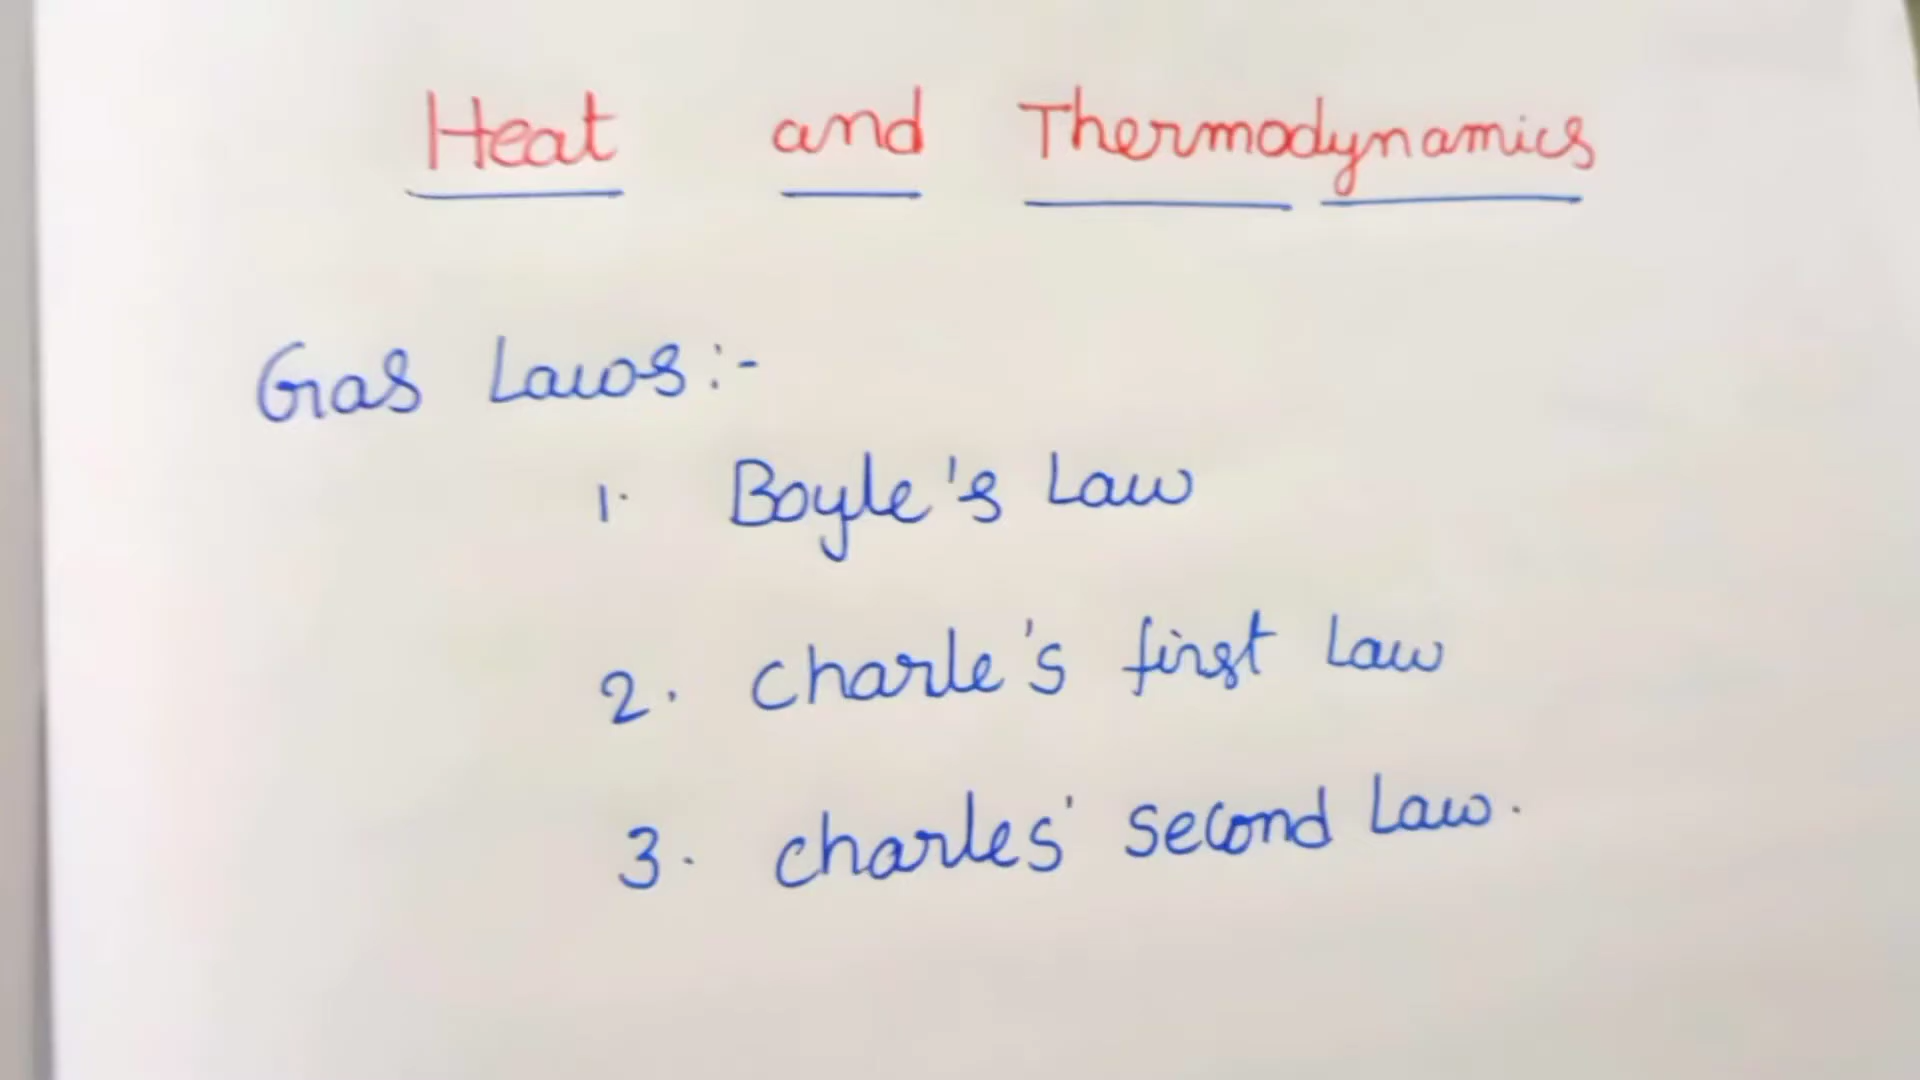 Heat and Thermodynamics
Gas Laws:-
1. Boyle's Law
2. Charle's first Law
3. Charles' Second Law.